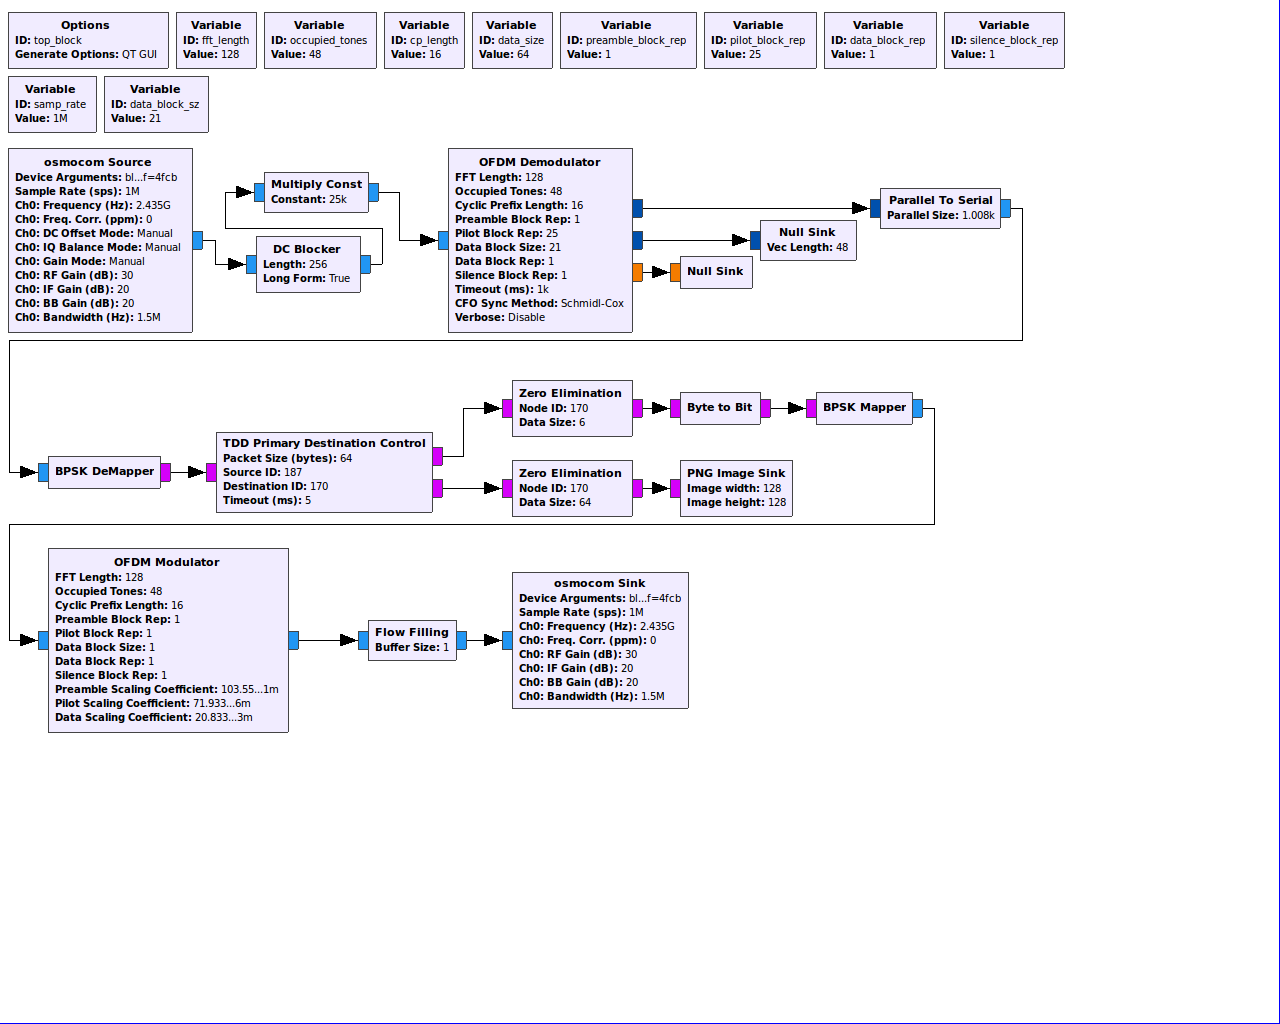 Options
ID: top_block
Generate Options: QT GUI
Variable
ID: fft_length
Value: 128
Variable
ID: occupied_tones
Value: 48
Variable
ID: cp_length
Value: 16
Variable
ID: data_size
Value: 64
Variable
ID: preamble_block_rep
Value: 1
Variable
ID: pilot_block_rep
Value: 25
Variable
ID: data_block_rep
Value: 1
Variable
ID: silence_block_rep
Value: 1
Variable
ID: samp_rate
Value: 1M
Variable
ID: data_block_sz
Value: 21
osmocom Source
Device Arguments: bl...f=4fcb
Sample Rate (sps): 1M
Ch0: Frequency (Hz): 2.435G
Ch0: Freq. Corr. (ppm): 0
Ch0: DC Offset Mode: Manual
Ch0: IQ Balance Mode: Manual
Ch0: Gain Mode: Manual
Ch0: RF Gain (dB): 30
Ch0: IF Gain (dB): 20
Ch0: BB Gain (dB): 20
Ch0: Bandwidth (Hz): 1.5M
Multiply Const
Constant: 25k
DC Blocker
Length: 256
Long Form: True
OFDM Demodulator
FFT Length: 128
Occupied Tones: 48
Cyclic Prefix Length: 16
Preamble Block Rep: 1
Pilot Block Rep: 25
Data Block Size: 21
Data Block Rep: 1
Silence Block Rep: 1
Timeout (ms): 1k
CFO Sync Method: Schmidl-Cox
Verbose: Disable
Parallel To Serial
Parallel Size: 1.008k
Null Sink
Vec Length: 48
Null Sink
BPSK DeMapper
TDD Primary Destination Control
Packet Size (bytes): 64
Source ID: 187
Destination ID: 170
Timeout (ms): 5
Zero Elimination
Node ID: 170
Data Size: 6
Byte to Bit
BPSK Mapper
Zero Elimination
Node ID: 170
Data Size: 64
PNG Image Sink
Image width: 128
Image height: 128
OFDM Modulator
FFT Length: 128
Occupied Tones: 48
Cyclic Prefix Length: 16
Preamble Block Rep: 1
Pilot Block Rep: 1
Data Block Size: 1
Data Block Rep: 1
Silence Block Rep: 1
Preamble Scaling Coefficient: 103.55...1m
Pilot Scaling Coefficient: 71.933...6m
Data Scaling Coefficient: 20.833...3m
Flow Filling
Buffer Size: 1
osmocom Sink
Device Arguments: bl...f=4fcb
Sample Rate (sps): 1M
Ch0: Frequency (Hz): 2.435G
Ch0: Freq. Corr. (ppm): 0
Ch0: RF Gain (dB): 30
Ch0: IF Gain (dB): 20
Ch0: BB Gain (dB): 20
Ch0: Bandwidth (Hz): 1.5M